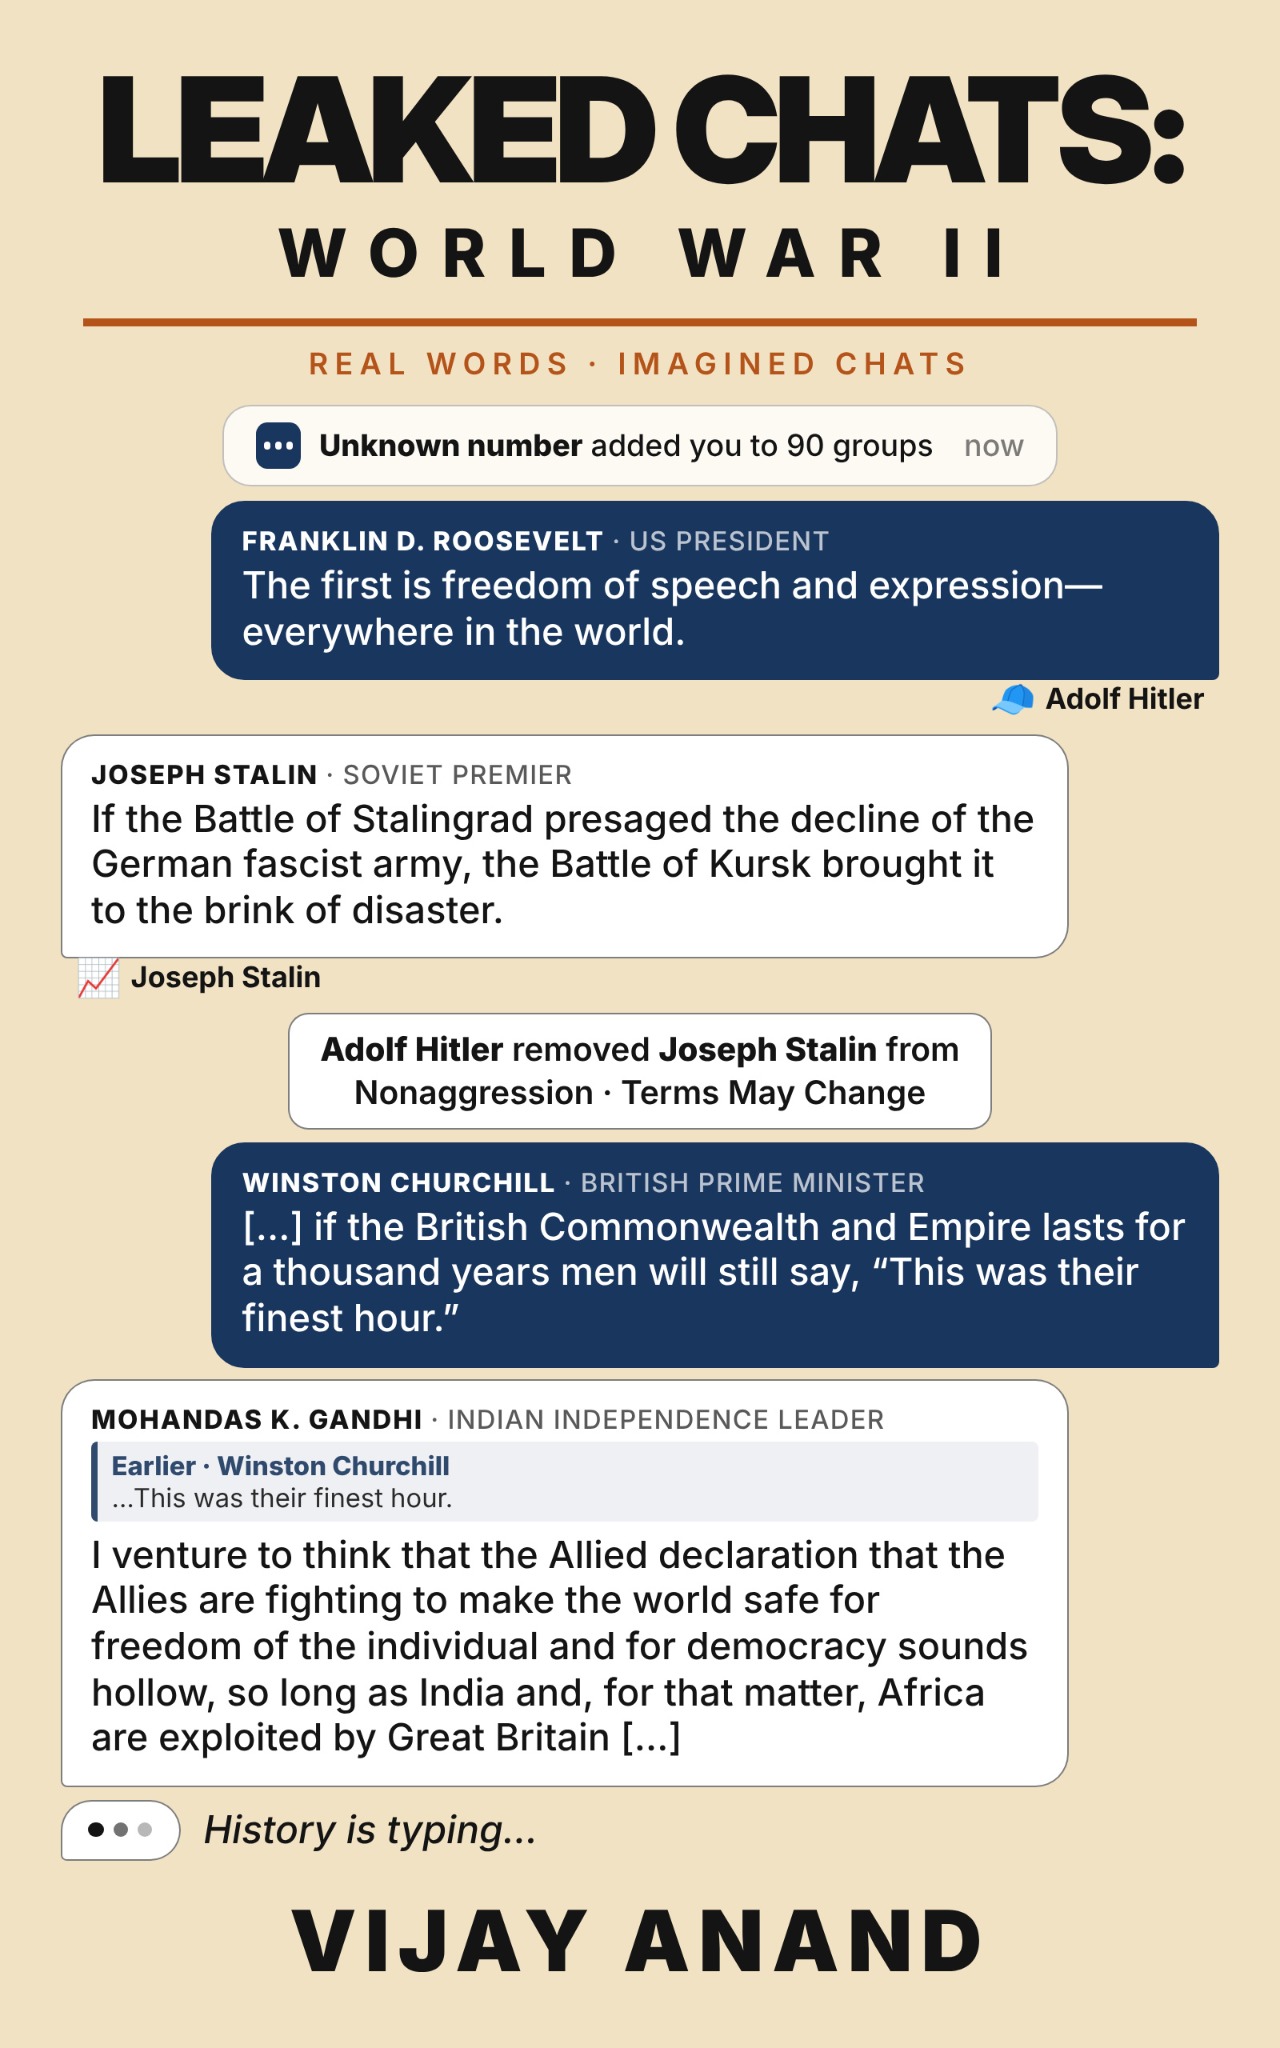 LEAKED CHATS:
WORLD WAR II
REAL WORDS · IMAGINED CHATS
Unknown number added you to 90 groups now
FRANKLIN D. ROOSEVELT · US PRESIDENT
The first is freedom of speech and expression—
everywhere in the world.
🧢 Adolf Hitler
JOSEPH STALIN · SOVIET PREMIER
If the Battle of Stalingrad presaged the decline of the
German fascist army, the Battle of Kursk brought it
to the brink of disaster.
📈 Joseph Stalin
Adolf Hitler removed Joseph Stalin from
Nonaggression · Terms May Change
WINSTON CHURCHILL · BRITISH PRIME MINISTER
[…] if the British Commonwealth and Empire lasts for
a thousand years men will still say, “This was their
finest hour.”
MOHANDAS K. GANDHI · INDIAN INDEPENDENCE LEADER
Earlier · Winston Churchill
…This was their finest hour.
I venture to think that the Allied declaration that the
Allies are fighting to make the world safe for
freedom of the individual and for democracy sounds
hollow, so long as India and, for that matter, Africa
are exploited by Great Britain […]
History is typing…
VIJAY ANAND